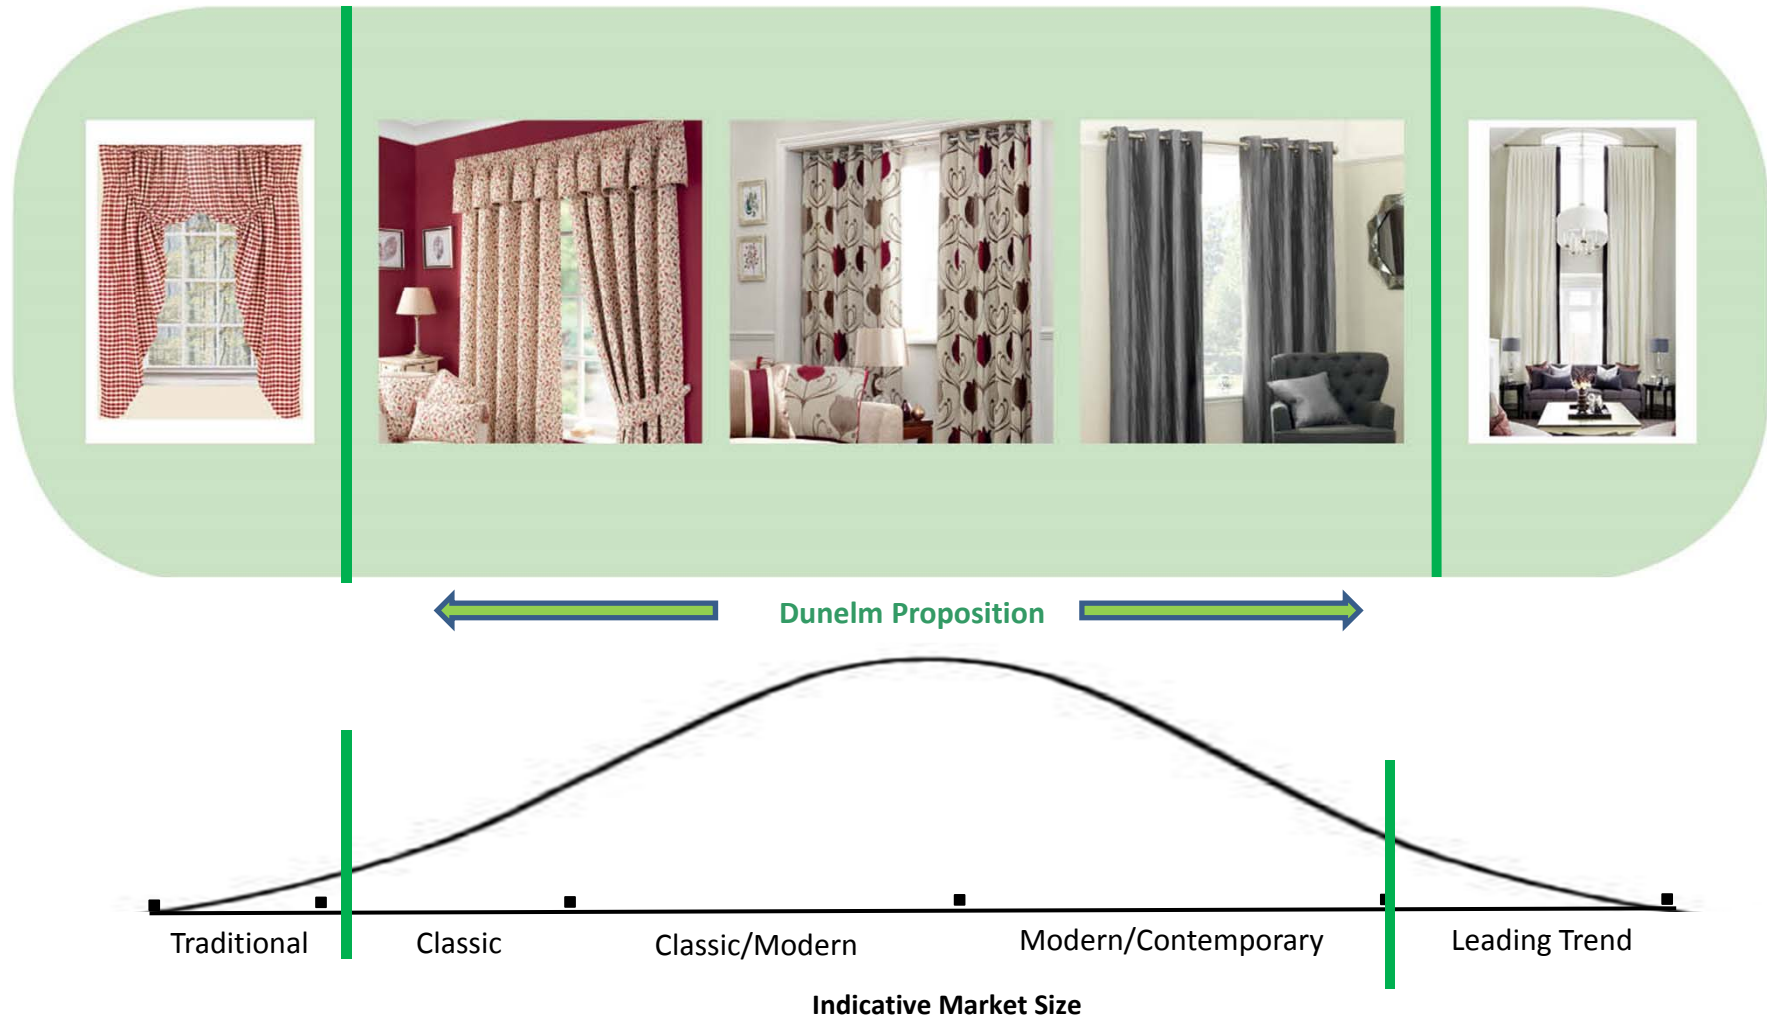 Dunelm Proposition
Traditional
Classic
Classic/Modern
Modern/Contemporary
Leading Trend
Indicative Market Size